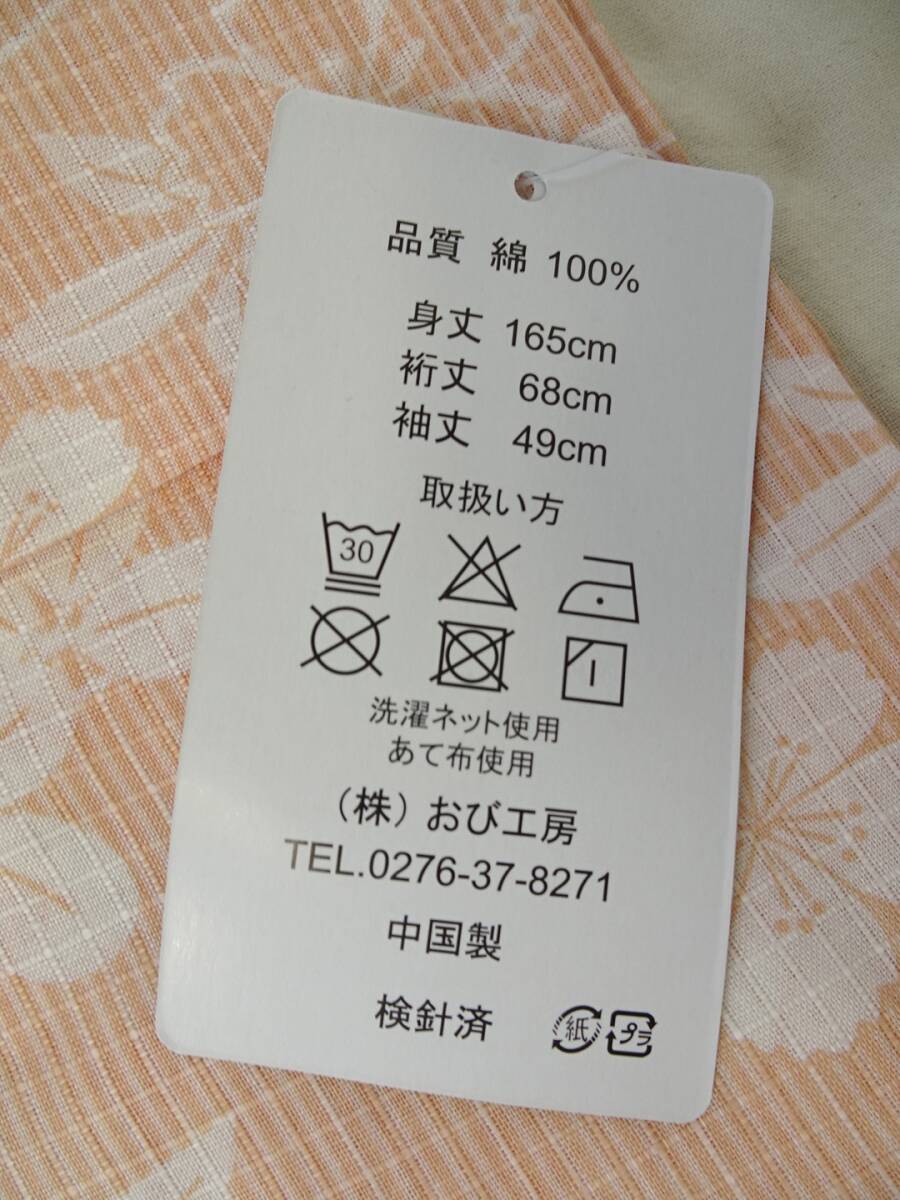 品質 綿 100%
身丈 165cm
裄丈 68cm
袖丈 49cm
取扱い方
30
洗濯ネット使用
あて布使用
（株）おび工房
TEL.0276-37-8271
中国製
検針済 紙 プラ